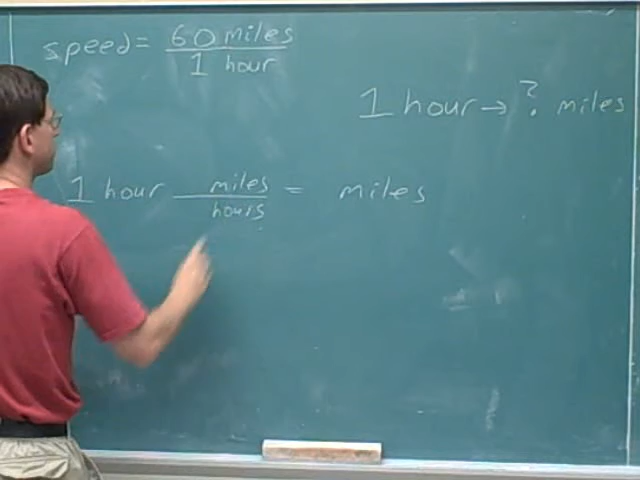 speed = 60 miles
1 hour
1 hour → ? miles
1 hour miles = miles
hours